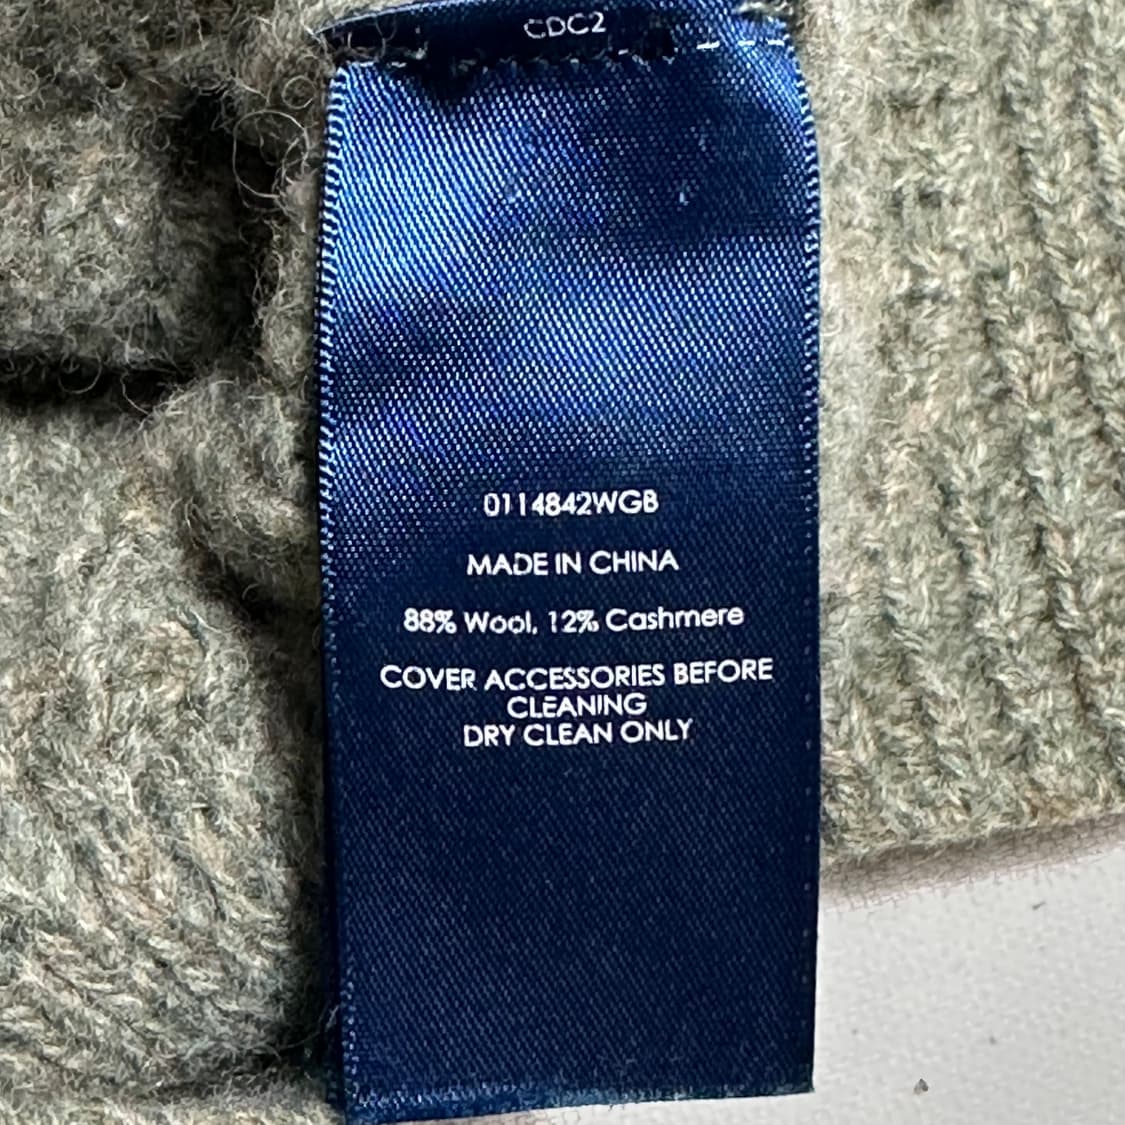 CDC2
0114842WGB
MADE IN CHINA
88% Wool, 12% Cashmere
COVER ACCESSORIES BEFORE
CLEANING
DRY CLEAN ONLY